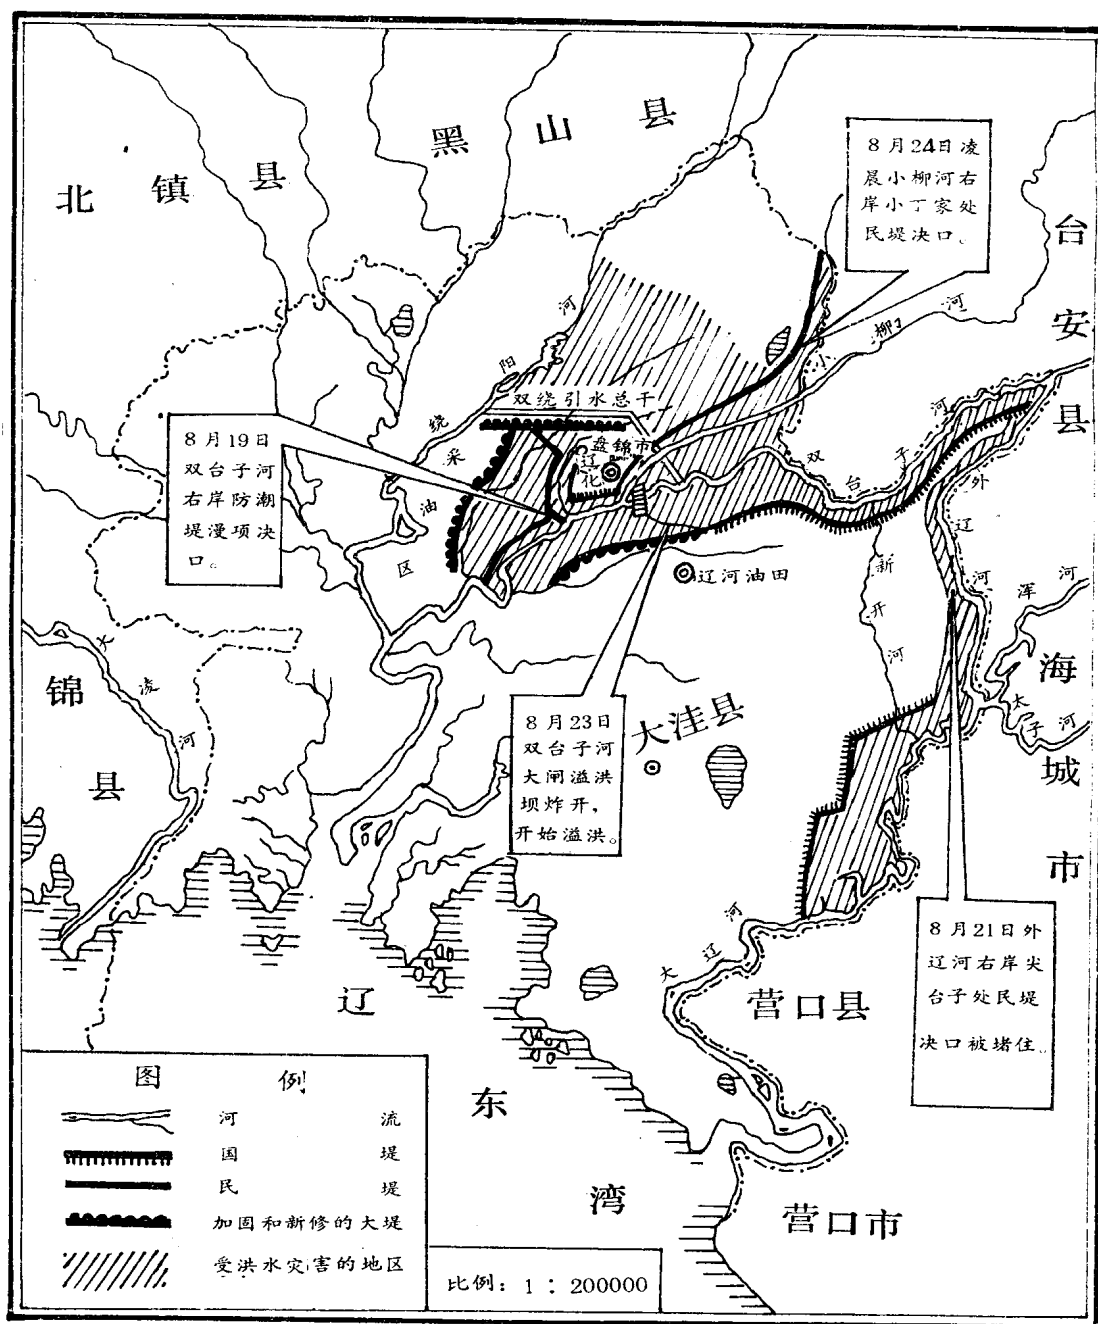 北镇县
黑山县
8月24日凌
晨小柳河右
岸小丁家处
民堤决口。
台安县
小柳河
绕阳河
双绕引水总干
盘锦市
辽化
8月19日
双台子河
右岸防潮
堤漫项决
口。
采油区
双台子河
外辽河
辽河油田
新开河
浑河
太子河
海城市
大凌河
锦县
8月23日
双台子河
大闸溢洪
坝炸开，
开始溢洪。
大洼县
8月21日外
辽河右岸尖
台子处民堤
决口被堵住。
大辽河
营口县
营口市
辽东湾
图例
河流
国堤
民堤
加固和新修的大堤
受洪水灾害的地区
比例：1：200000